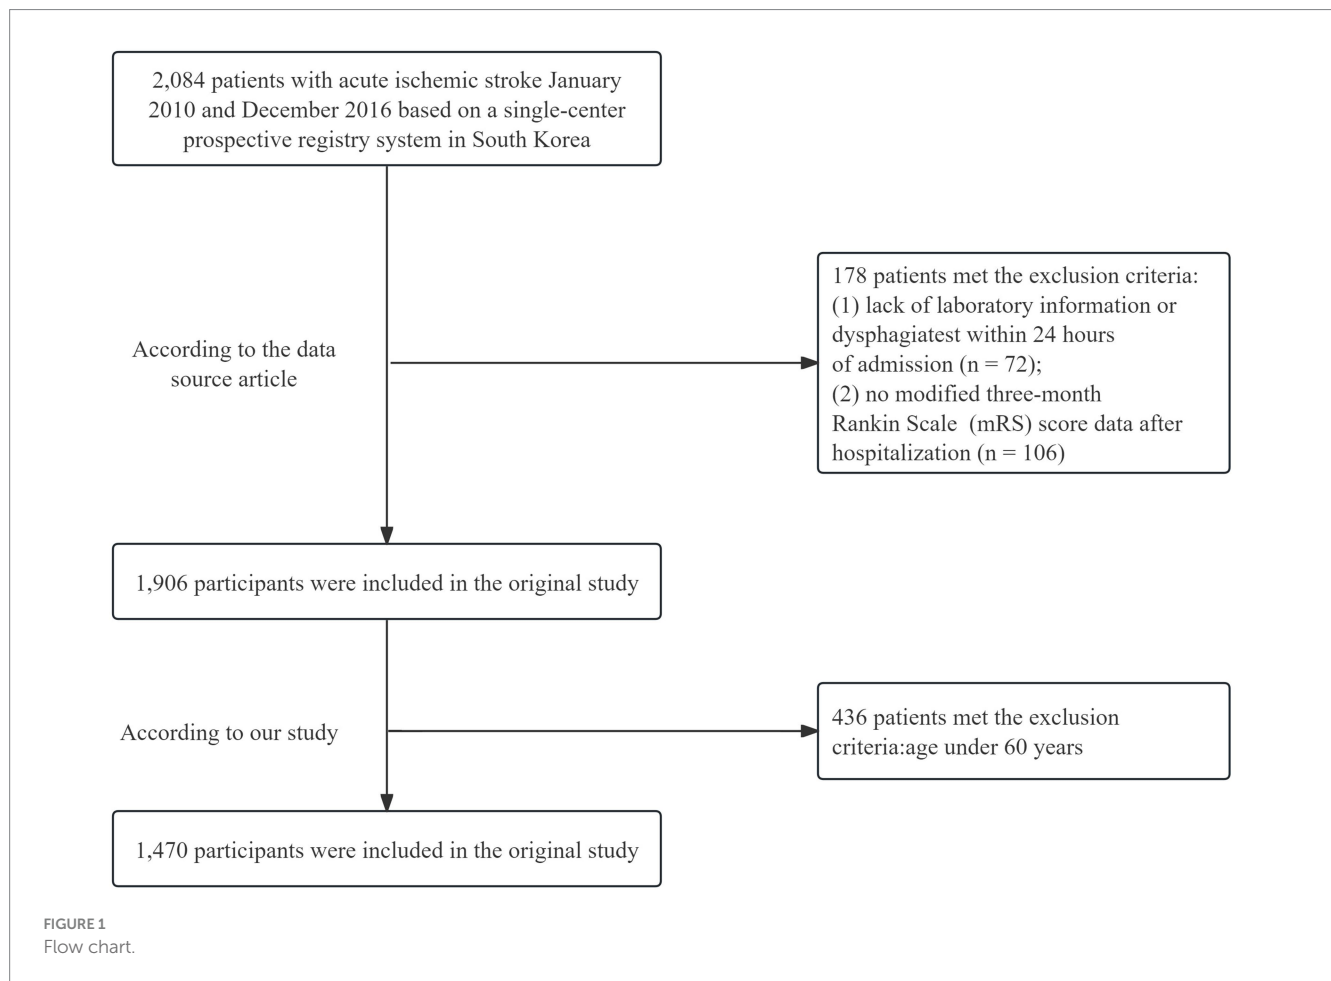 2,084 patients with acute ischemic stroke January
2010 and December 2016 based on a single-center
prospective registry system in South Korea
178 patients met the exclusion criteria:
(1) lack of laboratory information or
dysphagiatest within 24 hours
of admission (n = 72);
(2) no modified three-month
Rankin Scale (mRS) score data after
hospitalization (n = 106)
According to the data
source article
1,906 participants were included in the original study
436 patients met the exclusion
criteria:age under 60 years
According to our study
1,470 participants were included in the original study
FIGURE 1
Flow chart.